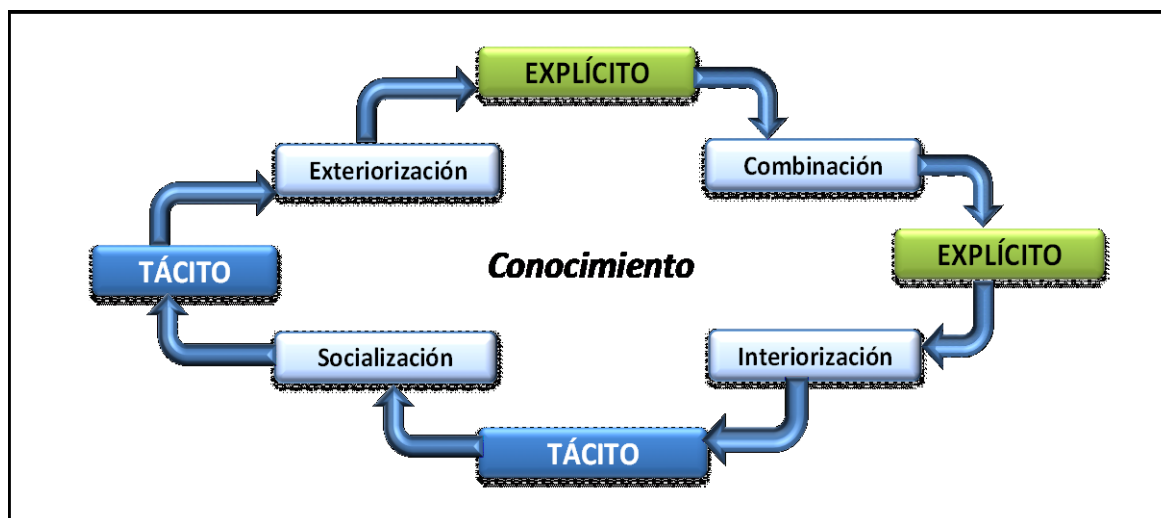 EXPLÍCITO
Exteriorización
Combinación
TÁCITO
Conocimiento
EXPLÍCITO
Socialización
Interiorización
TÁCITO